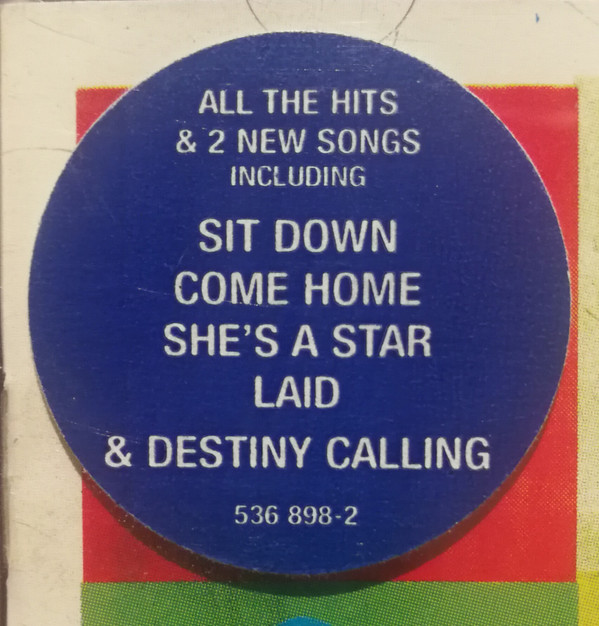 ALL THE HITS
& 2 NEW SONGS
INCLUDING
SIT DOWN
COME HOME
SHE'S A STAR
LAID
& DESTINY CALLING
536 898-2